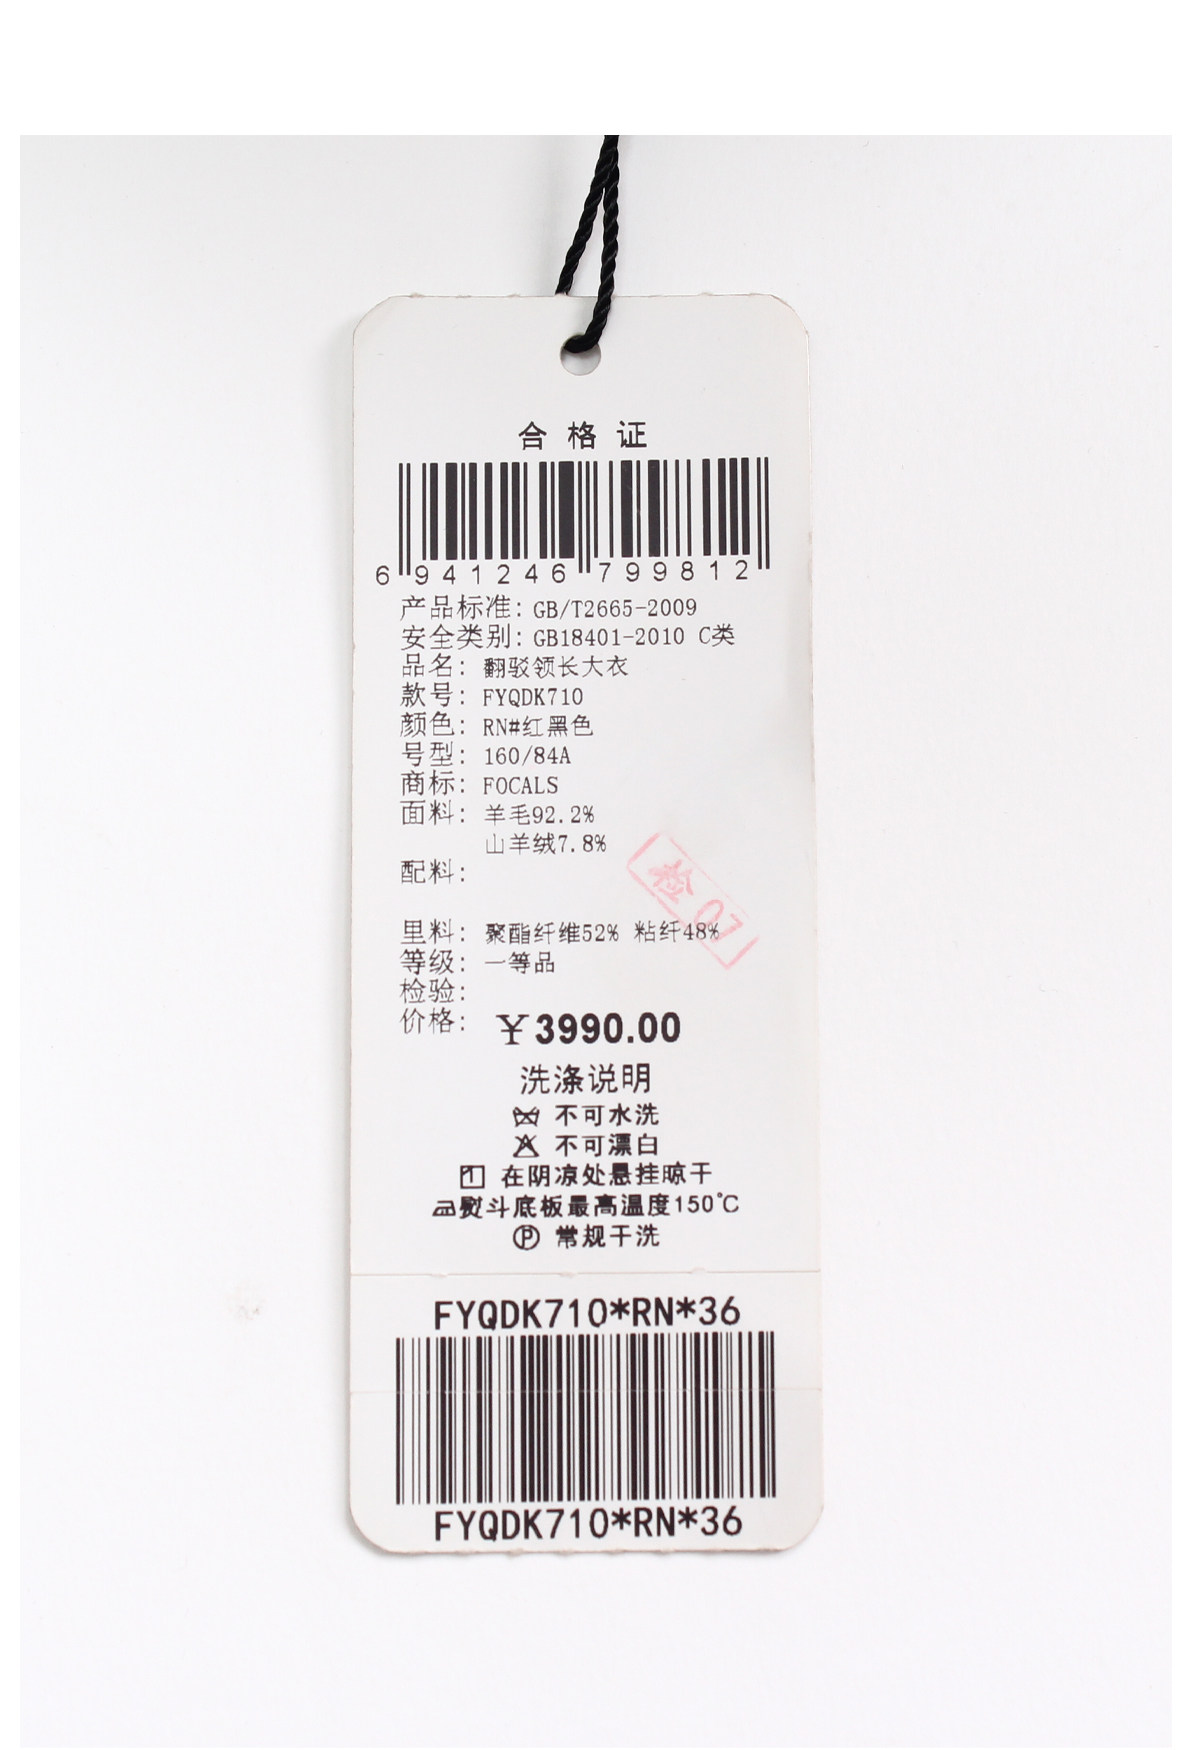 合格证
6 941246 799812
产品标准: GB/T2665-2009
安全类别: GB18401-2010 C类
品名: 翻驳领长大衣
款号: FYQDK710
颜色: RN#红黑色
号型: 160/84A
商标: FOCALS
面料: 羊毛92.2%
山羊绒7.8%
配料:
检 07
里料: 聚酯纤维52% 粘纤48%
等级: 一等品
检验:
价格: ¥3990.00
洗涤说明
不可水洗
不可漂白
在阴凉处悬挂晾干
熨斗底板最高温度150℃
Ⓟ 常规干洗
FYQDK710*RN*36
FYQDK710*RN*36